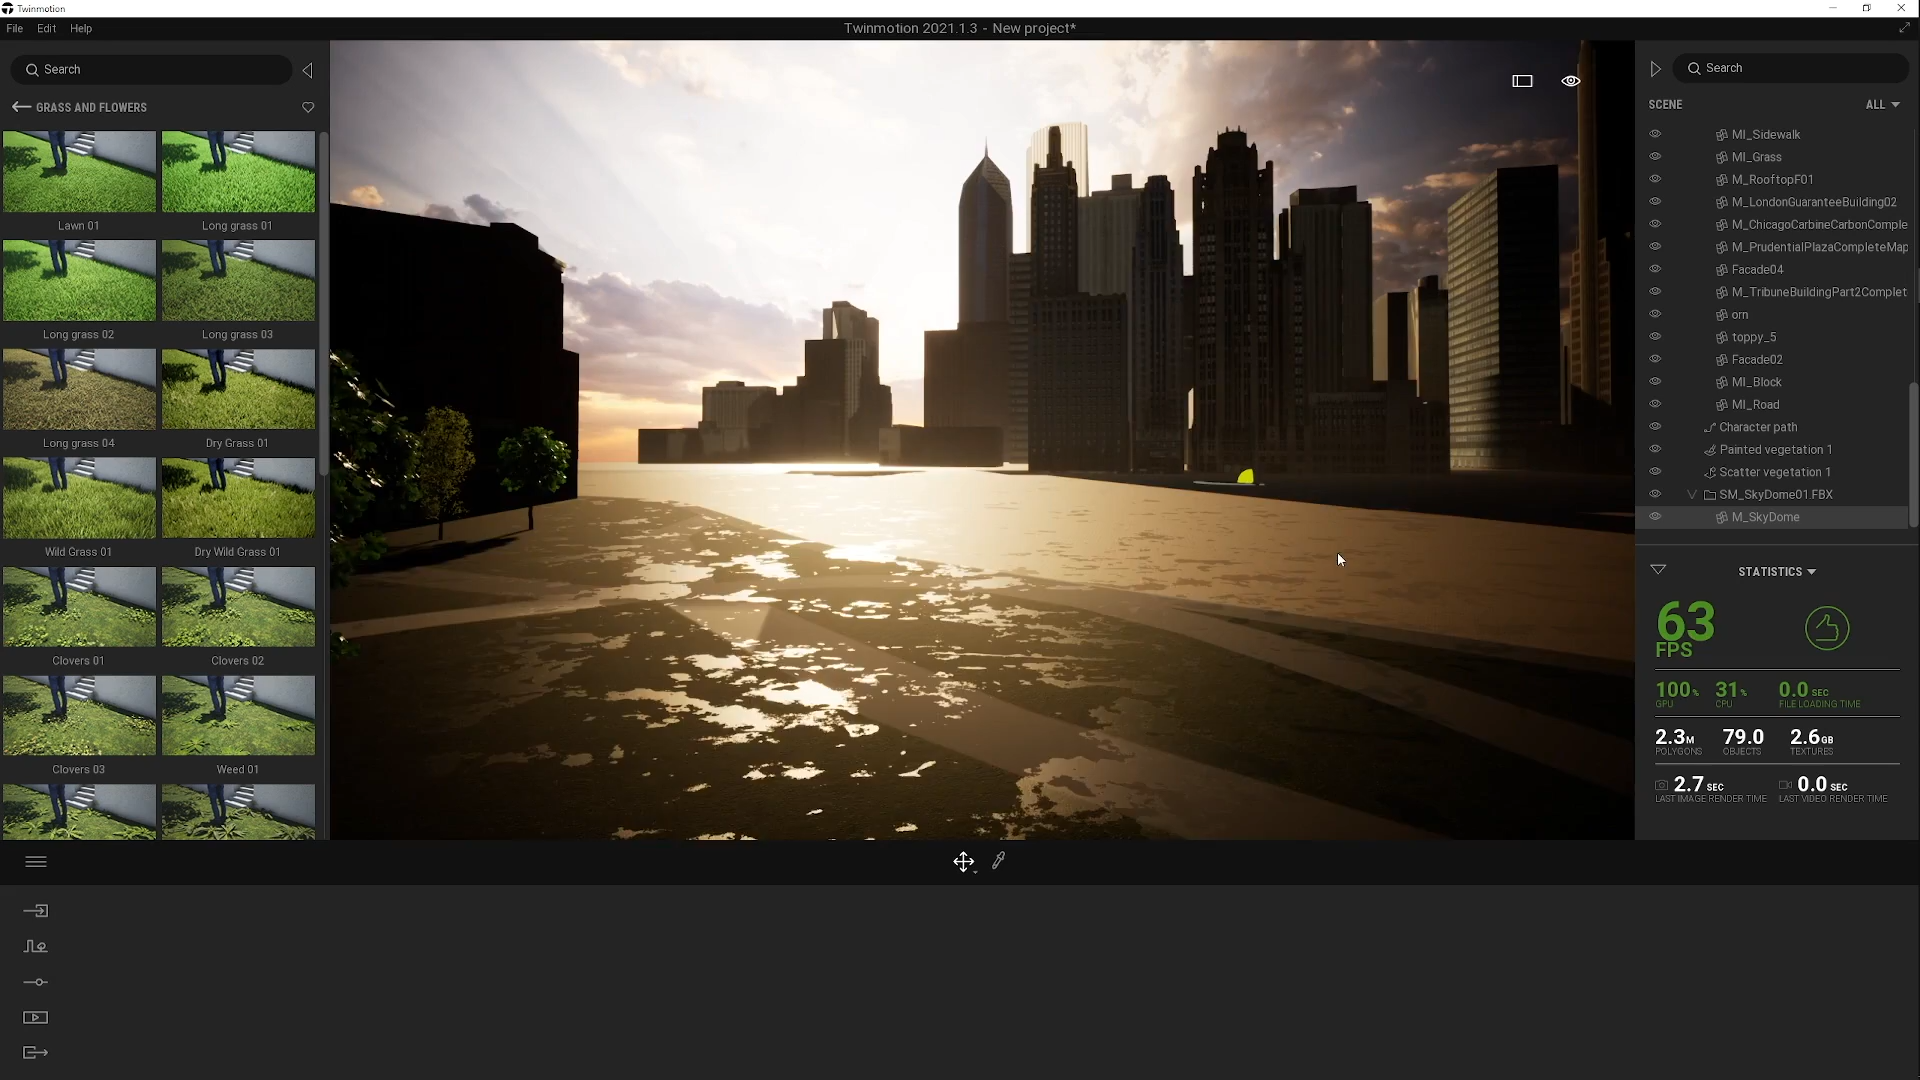 Twinmotion
File Edit Help
Twinmotion 2021.1.3 - New project*
Search
GRASS AND FLOWERS
Lawn 01
Long grass 01
Long grass 02
Long grass 03
Long grass 04
Dry Grass 01
Wild Grass 01
Dry Wild Grass 01
Clovers 01
Clovers 02
Clovers 03
Weed 01
Search
SCENE
ALL
MI_Sidewalk
MI_Grass
M_RooftopF01
M_LondonGuaranteeBuilding02
M_ChicagoCarbineCarbonComple
M_PrudentialPlazaCompleteMap
Facade04
M_TribuneBuildingPart2Complet
orn
toppy_5
Facade02
MI_Block
MI_Road
Character path
Painted vegetation 1
Scatter vegetation 1
SM_SkyDome01.FBX
M_SkyDome
STATISTICS
63
FPS
100% 31% 0.0 SEC
GPU CPU FILE LOADING TIME
2.3M 79.0 2.6GB
POLYGONS OBJECTS TEXTURES
2.7 SEC 0.0 SEC
LAST IMAGE RENDER TIME LAST VIDEO RENDER TIME